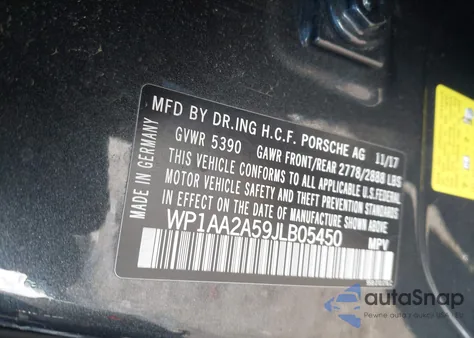 MFD BY DR.ING H.C.F. PORSCHE AG 11/17
GVWR 5390 GAWR FRONT/REAR 2778/2888 LBS
MADE IN GERMANY
THIS VEHICLE CONFORMS TO ALL APPLICABLE U.S. FEDERAL
MOTOR VEHICLE SAFETY AND THEFT PREVENTION STANDARDS
IN EFFECT ON THE DATE OF MANUFACTURE SHOWN ABOVE
WP1AA2A59JLB05450 MPV
autoSnap